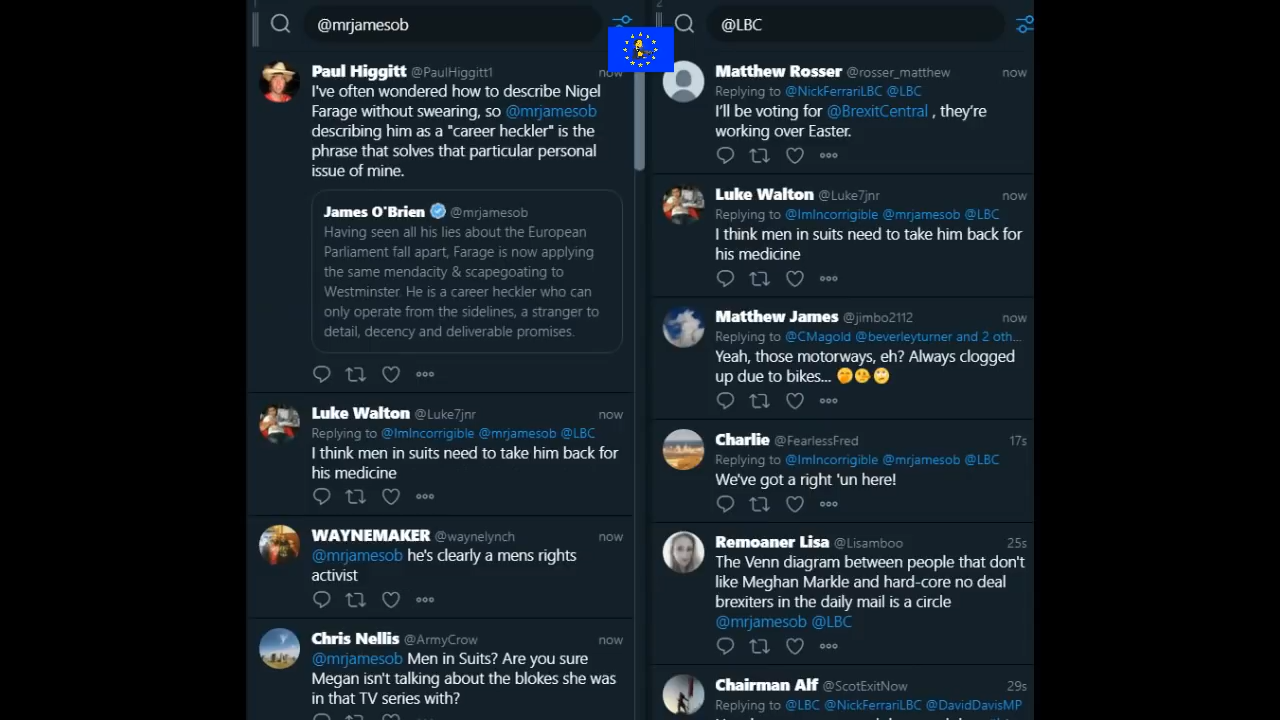 1
@mrjamesob
Paul Higgitt @PaulHiggitt1 now
I've often wondered how to describe Nigel
Farage without swearing, so @mrjamesob
describing him as a "career heckler" is the
phrase that solves that particular personal
issue of mine.
James O'Brien @mrjamesob
Having seen all his lies about the European
Parliament fall apart, Farage is now applying
the same mendacity & scapegoating to
Westminster. He is a career heckler who can
only operate from the sidelines, a stranger to
detail, decency and deliverable promises.
Luke Walton @Luke7jnr now
Replying to @ImIncorrigible @mrjamesob @LBC
I think men in suits need to take him back for
his medicine
WAYNEMAKER @waynelynch now
@mrjamesob he's clearly a mens rights
activist
Chris Nellis @ArmyCrow now
@mrjamesob Men in Suits? Are you sure
Megan isn't talking about the blokes she was
in that TV series with?
2
@LBC
Matthew Rosser @rosser_matthew now
Replying to @NickFerrariLBC @LBC
I'll be voting for @BrexitCentral , they're
working over Easter.
Luke Walton @Luke7jnr now
Replying to @ImIncorrigible @mrjamesob @LBC
I think men in suits need to take him back for
his medicine
Matthew James @jimbo2112 now
Replying to @CMagold @beverleyturner and 2 oth...
Yeah, those motorways, eh? Always clogged
up due to bikes... 🤭🤥🙄
Charlie @FearlessFred 17s
Replying to @ImIncorrigible @mrjamesob @LBC
We've got a right 'un here!
Remoaner Lisa @Lisamboo 25s
The Venn diagram between people that don't
like Meghan Markle and hard-core no deal
brexiters in the daily mail is a circle
@mrjamesob @LBC
Chairman Alf @ScotExitNow 29s
Replying to @LBC @NickFerrariLBC @DavidDavisMP